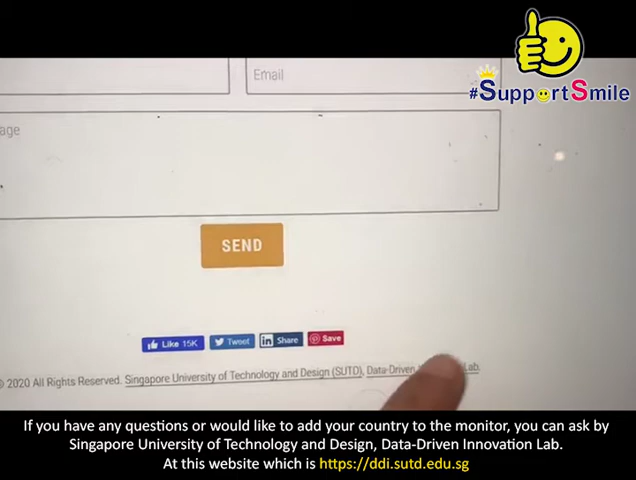 #SupportSmile
Email
age
SEND
Like 15K
Tweet
in Share
Save
© 2020 All Rights Reserved. Singapore University of Technology and Design (SUTD), Data-Driven Lab.
If you have any questions or would like to add your country to the monitor, you can ask by
Singapore University of Technology and Design, Data-Driven Innovation Lab.
At this website which is https://ddi.sutd.edu.sg